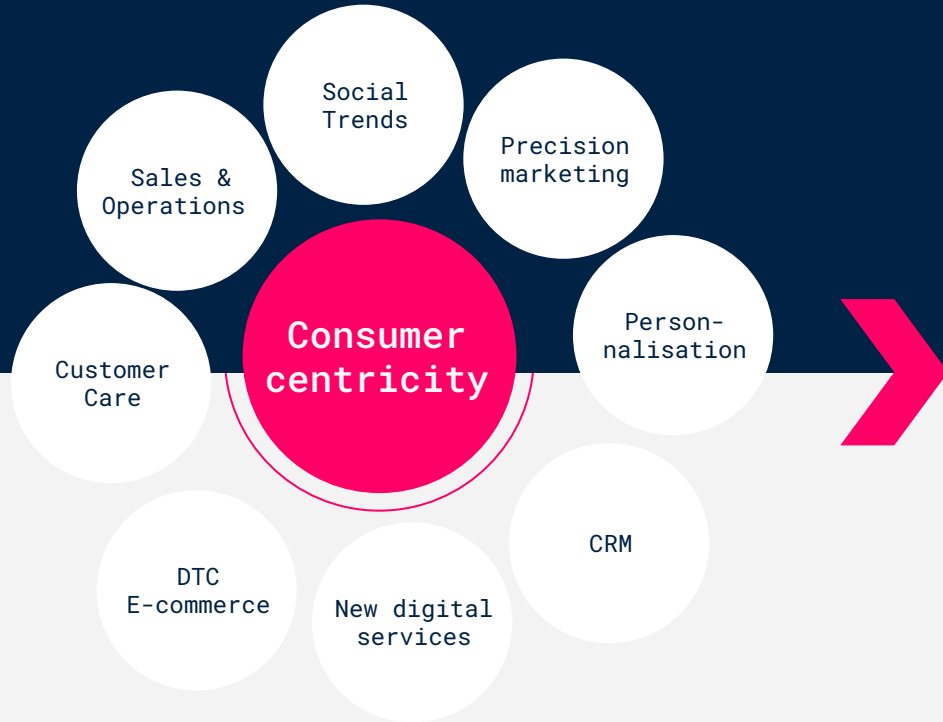 Social
Trends
Precision
marketing
Sales &
Operations
Person-
nalisation
Consumer
centricity
Customer
Care
CRM
DTC
E-commerce
New digital
services